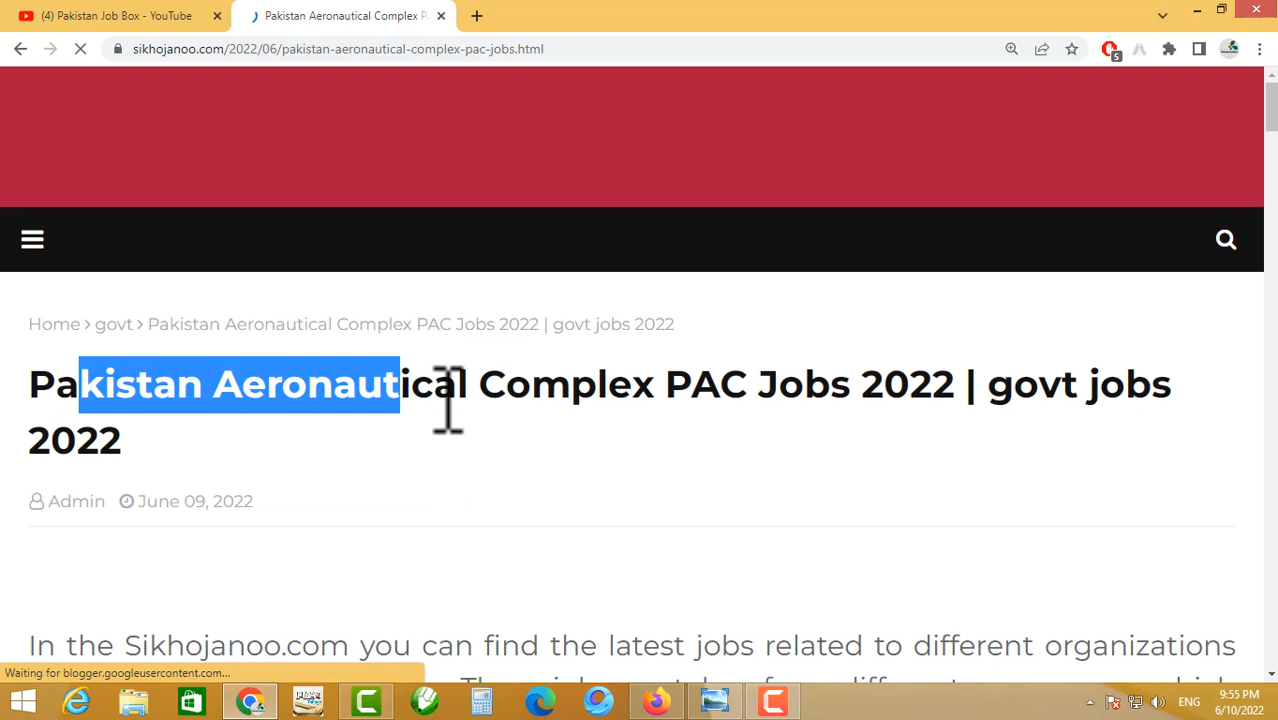 (4) Pakistan Job Box - YouTube
Pakistan Aeronautical Complex P
sikhojanoo.com/2022/06/pakistan-aeronautical-complex-pac-jobs.html
5
Home > govt > Pakistan Aeronautical Complex PAC Jobs 2022 | govt jobs 2022
Pakistan Aeronautical Complex PAC Jobs 2022 | govt jobs
2022
Admin June 09, 2022
In the Sikhojanoo.com you can find the latest jobs related to different organizations
Waiting for blogger.googleusercontent.com...
ENG
9:55 PM
6/10/2022